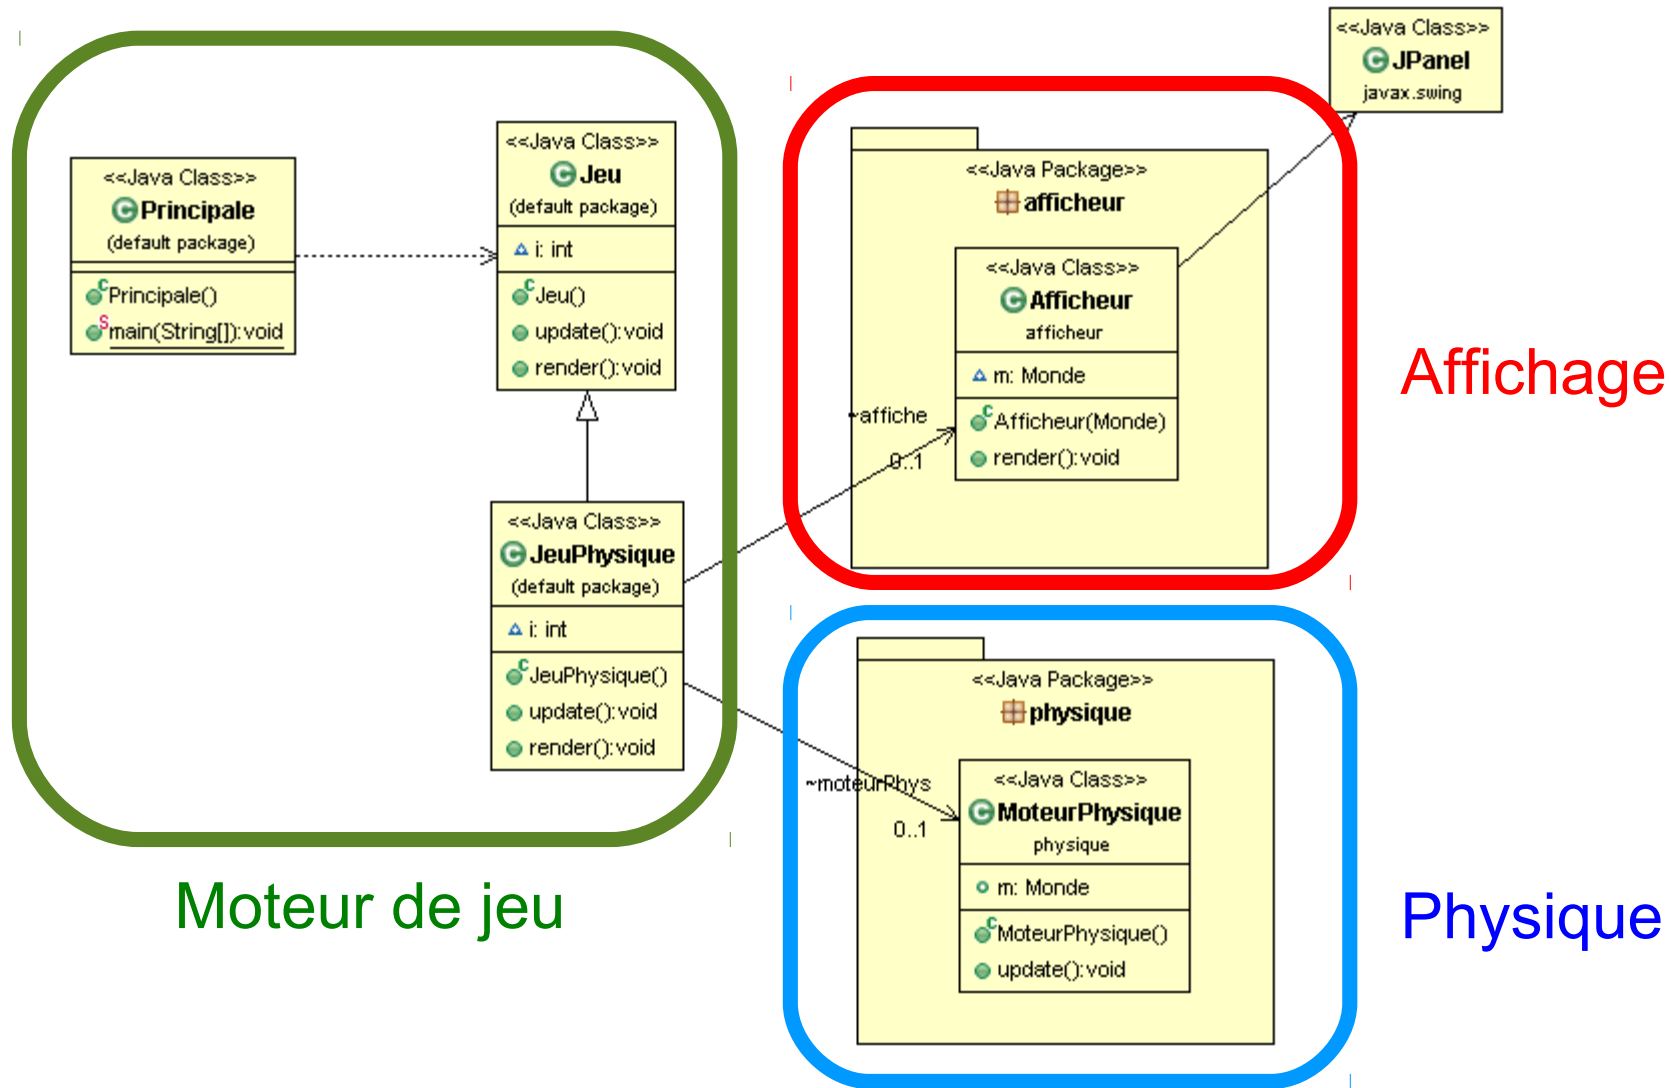 <<Java Class>>
Principale
(default package)
Principale()
main(String[]):void
<<Java Class>>
Jeu
(default package)
i: int
Jeu()
update():void
render():void
<<Java Class>>
JeuPhysique
(default package)
i: int
JeuPhysique()
update():void
render():void
Moteur de jeu
<<Java Class>>
JPanel
javax.swing
<<Java Package>>
afficheur
<<Java Class>>
Afficheur
afficheur
m: Monde
Afficheur(Monde)
render():void
~affiche
0..1
Affichage
<<Java Package>>
physique
<<Java Class>>
MoteurPhysique
physique
m: Monde
MoteurPhysique()
update():void
~moteurPhys
0..1
Physique